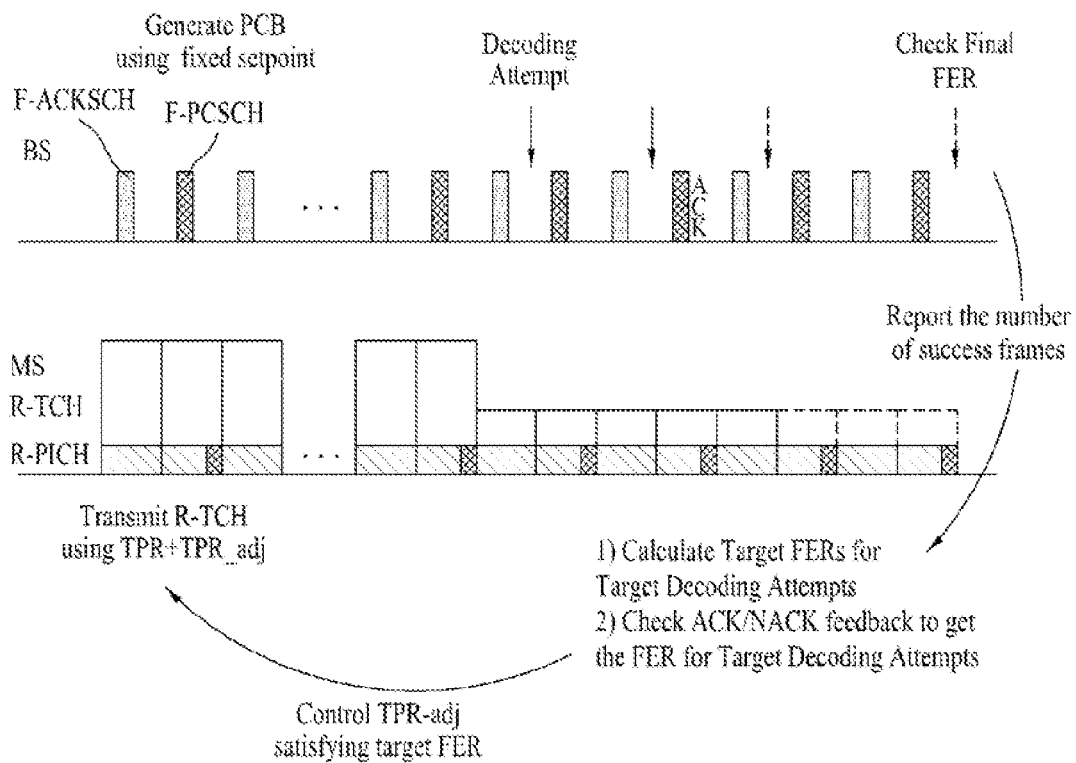 Generate PCB
using fixed setpoint
F-ACKSCH
F-PCSCH
BS
Decoding
Attempt
Check Final
FER
. . .
A
C
K
Report the number
of success frames
MS
R-TCH
R-PICH
. . .
Transmit R-TCH
using TPR+TPR_adj
1) Calculate Target FERs for
Target Decoding Attempts
2) Check ACK/NACK feedback to get
the FER for Target Decoding Attempts
Control TPR-adj
satisfying target FER